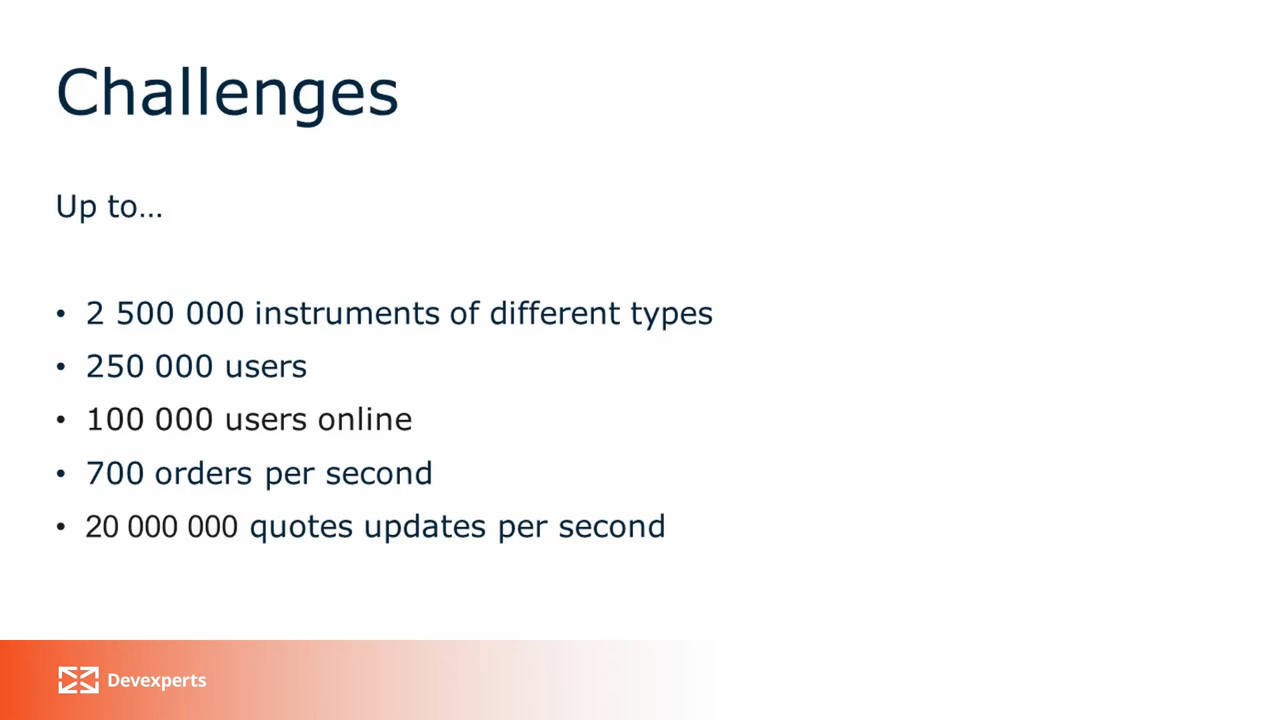 Challenges
Up to…
• 2 500 000 instruments of different types
• 250 000 users
• 100 000 users online
• 700 orders per second
• 20 000 000 quotes updates per second
Devexperts